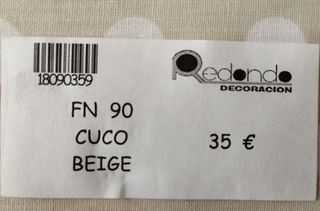 18090359
Redondo
DECORACION
FN 90
CUCO
BEIGE
35 €